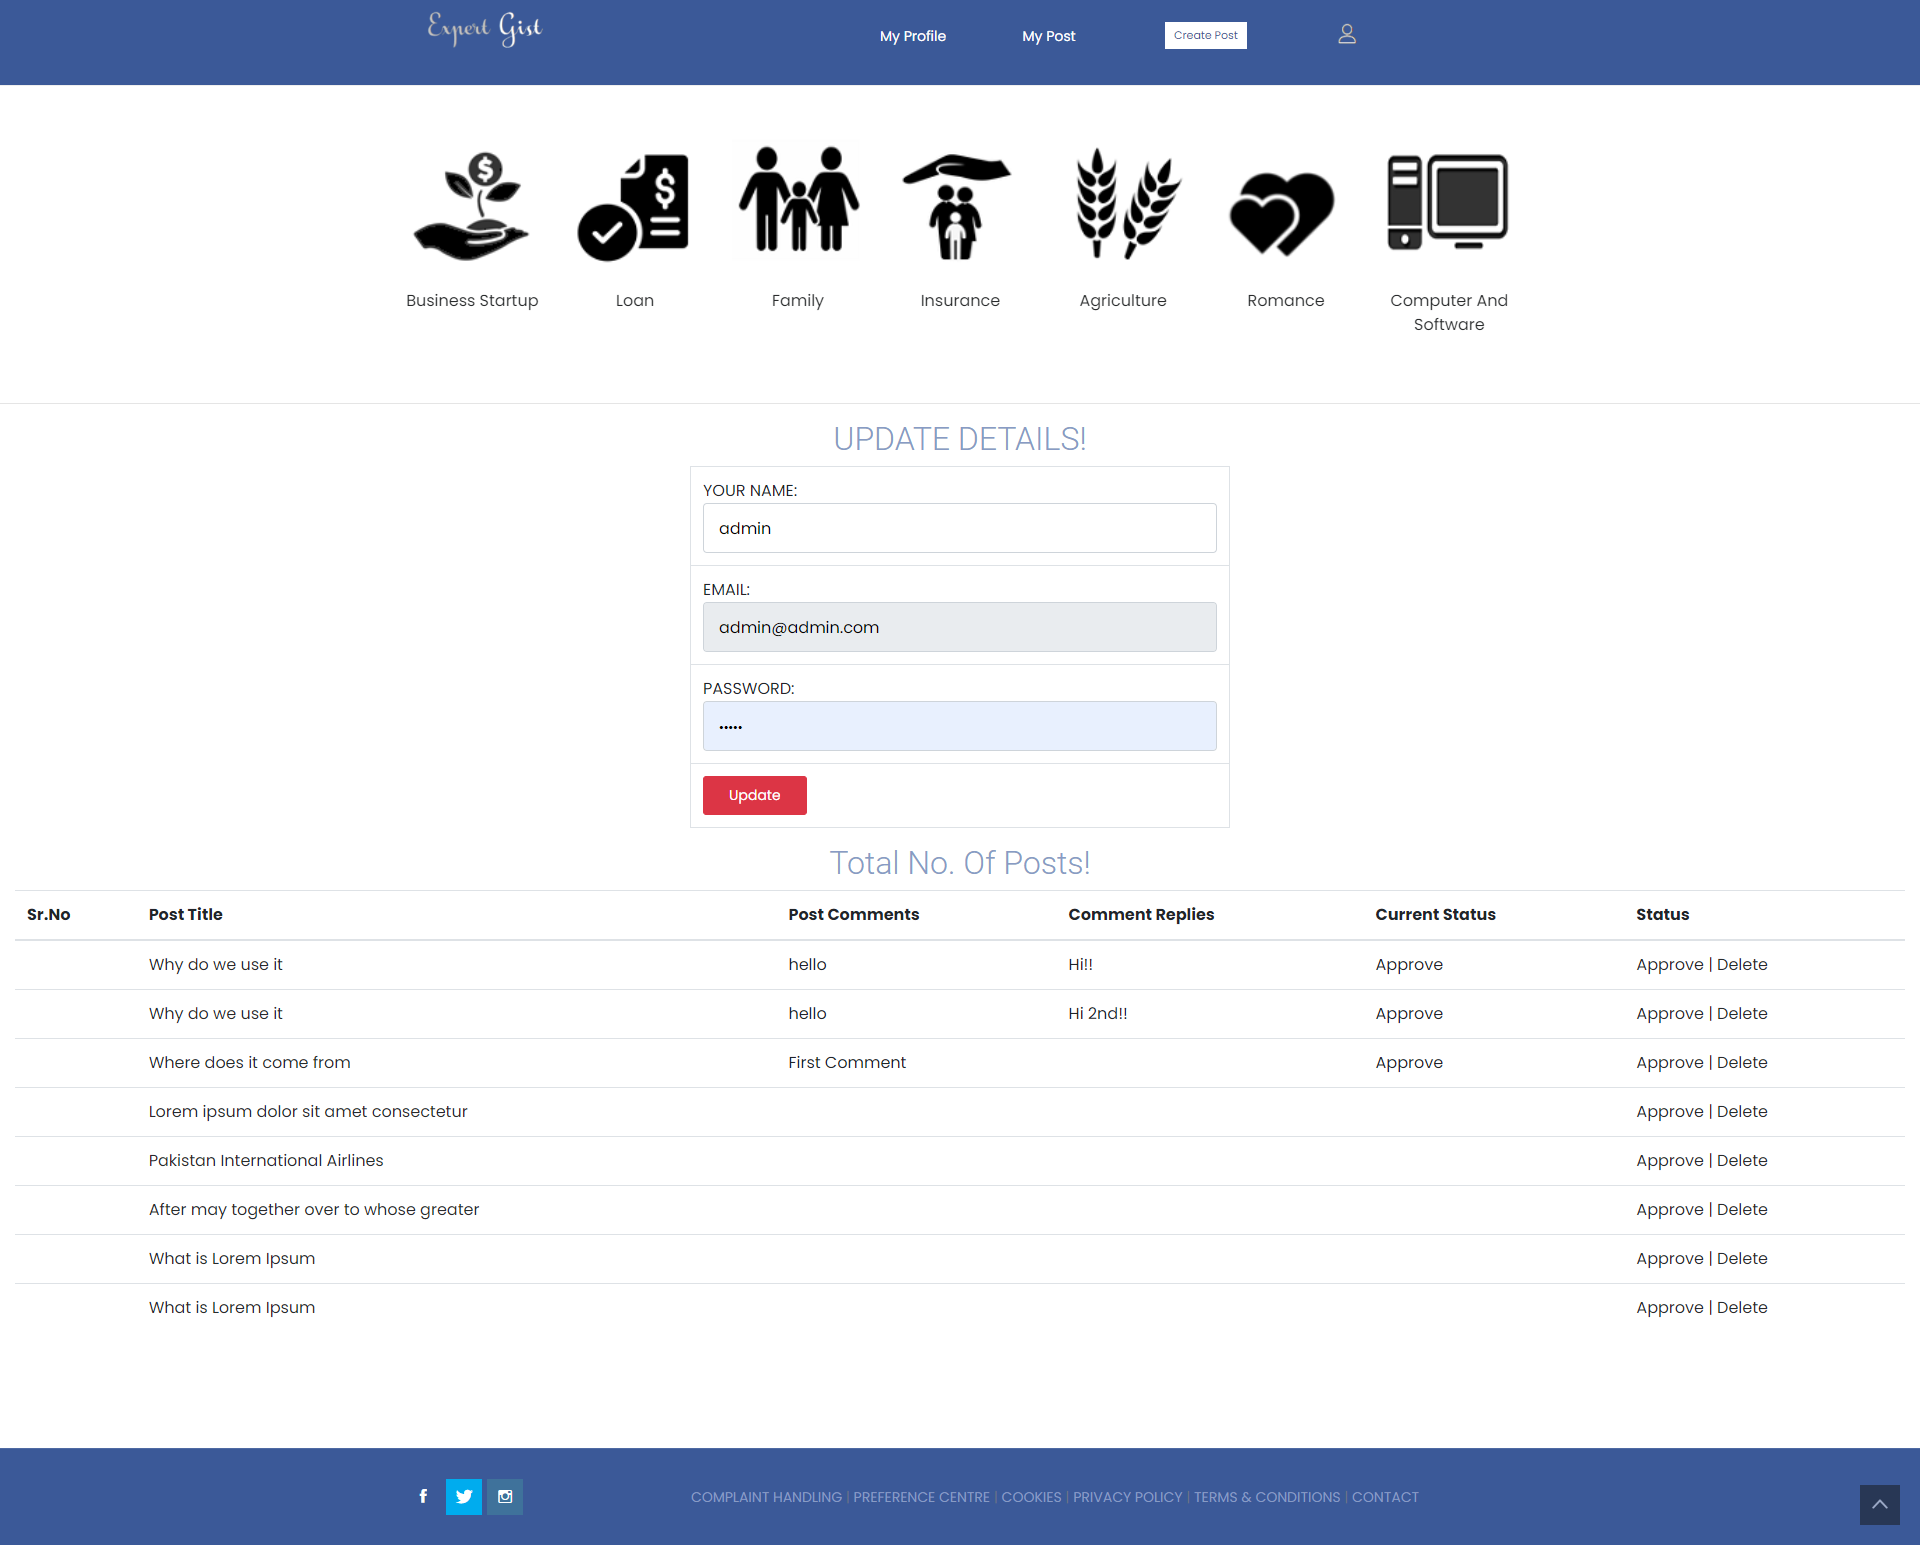 Expert Gist
My Profile
My Post
Create Post
Business Startup
Loan
Family
Insurance
Agriculture
Romance
Computer And
Software
UPDATE DETAILS!
YOUR NAME:
admin
EMAIL:
admin@admin.com
PASSWORD:
•••••
Update
Total No. Of Posts!
Sr.No Post Title Post Comments Comment Replies Current Status Status
Why do we use it hello Hi!! Approve Approve | Delete
Why do we use it hello Hi 2nd!! Approve Approve | Delete
Where does it come from First Comment Approve Approve | Delete
Lorem ipsum dolor sit amet consectetur Approve | Delete
Pakistan International Airlines Approve | Delete
After may together over to whose greater Approve | Delete
What is Lorem Ipsum Approve | Delete
What is Lorem Ipsum Approve | Delete
COMPLAINT HANDLING | PREFERENCE CENTRE | COOKIES | PRIVACY POLICY | TERMS & CONDITIONS | CONTACT